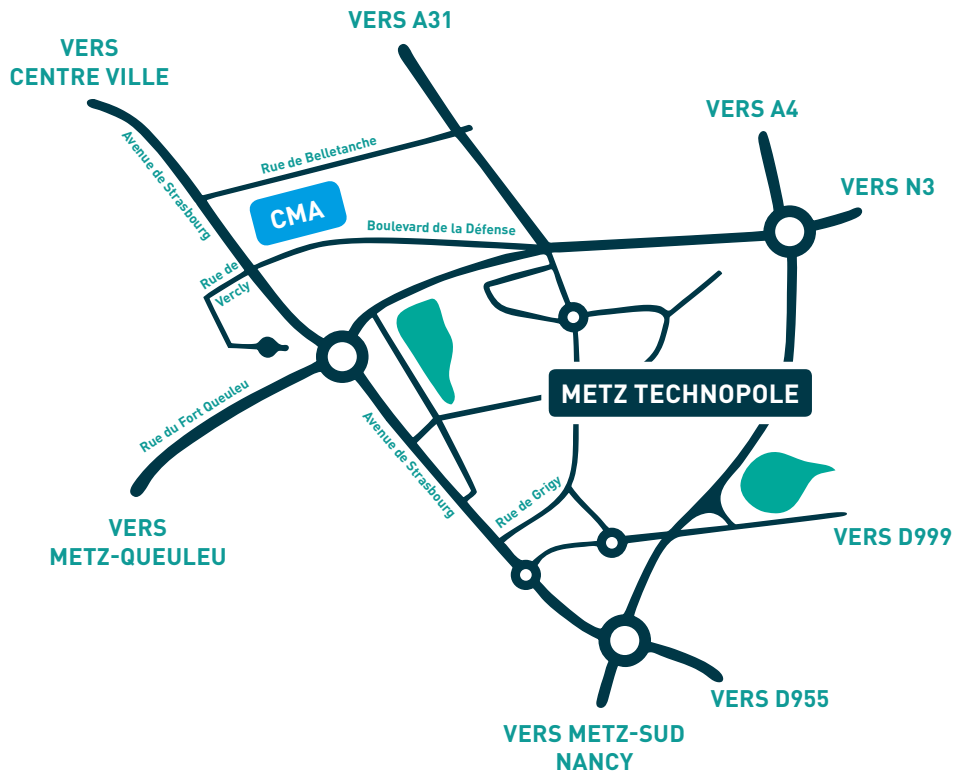 VERS A31
VERS
CENTRE VILLE
VERS A4
Avenue de Strasbourg
Rue de Belletanche
VERS N3
CMA
Boulevard de la Défense
Rue de
Vercly
METZ TECHNOPOLE
Rue du Fort Queuleu
Avenue de Strasbourg
Rue de Grigy
VERS
METZ-QUEULEU
VERS D999
VERS D955
VERS METZ-SUD
NANCY